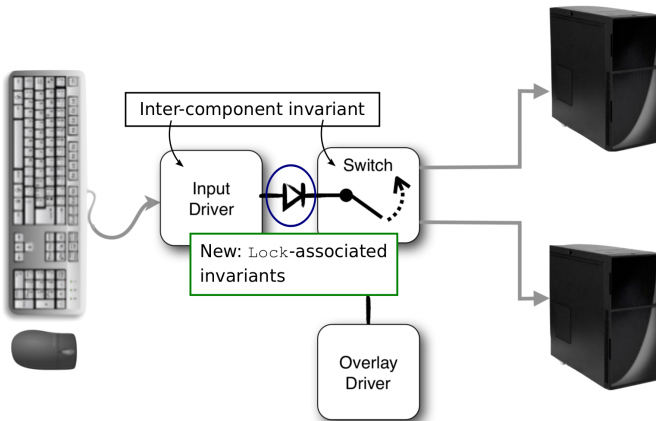 Inter-component invariant
Switch
Input
Driver
New: Lock-associated
invariants
Overlay
Driver